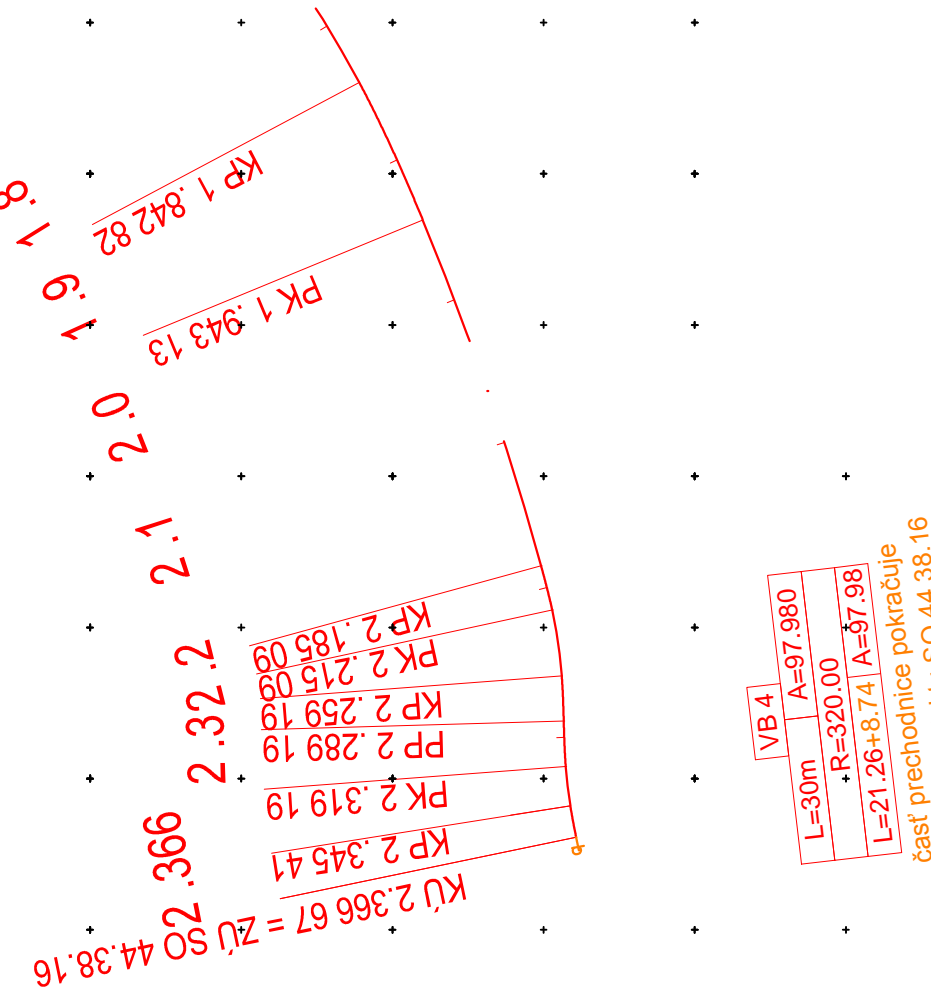 1.8
KP 1.842 82
1.9
PK 1.943 13
2.0
2.1
2.2
KP 2.185 09
PK 2.215 09
KP 2.259 19
2.3
PP 2.289 19
PK 2.319 19
KP 2.345 41
2.366
KÚ 2.366 67 = ZÚ SO 44.38.16
VB 4
L=30m A=97.980
R=320.00
L=21.26+8.74 A=97.98
časť prechodnice pokračuje
SO 44.38.16